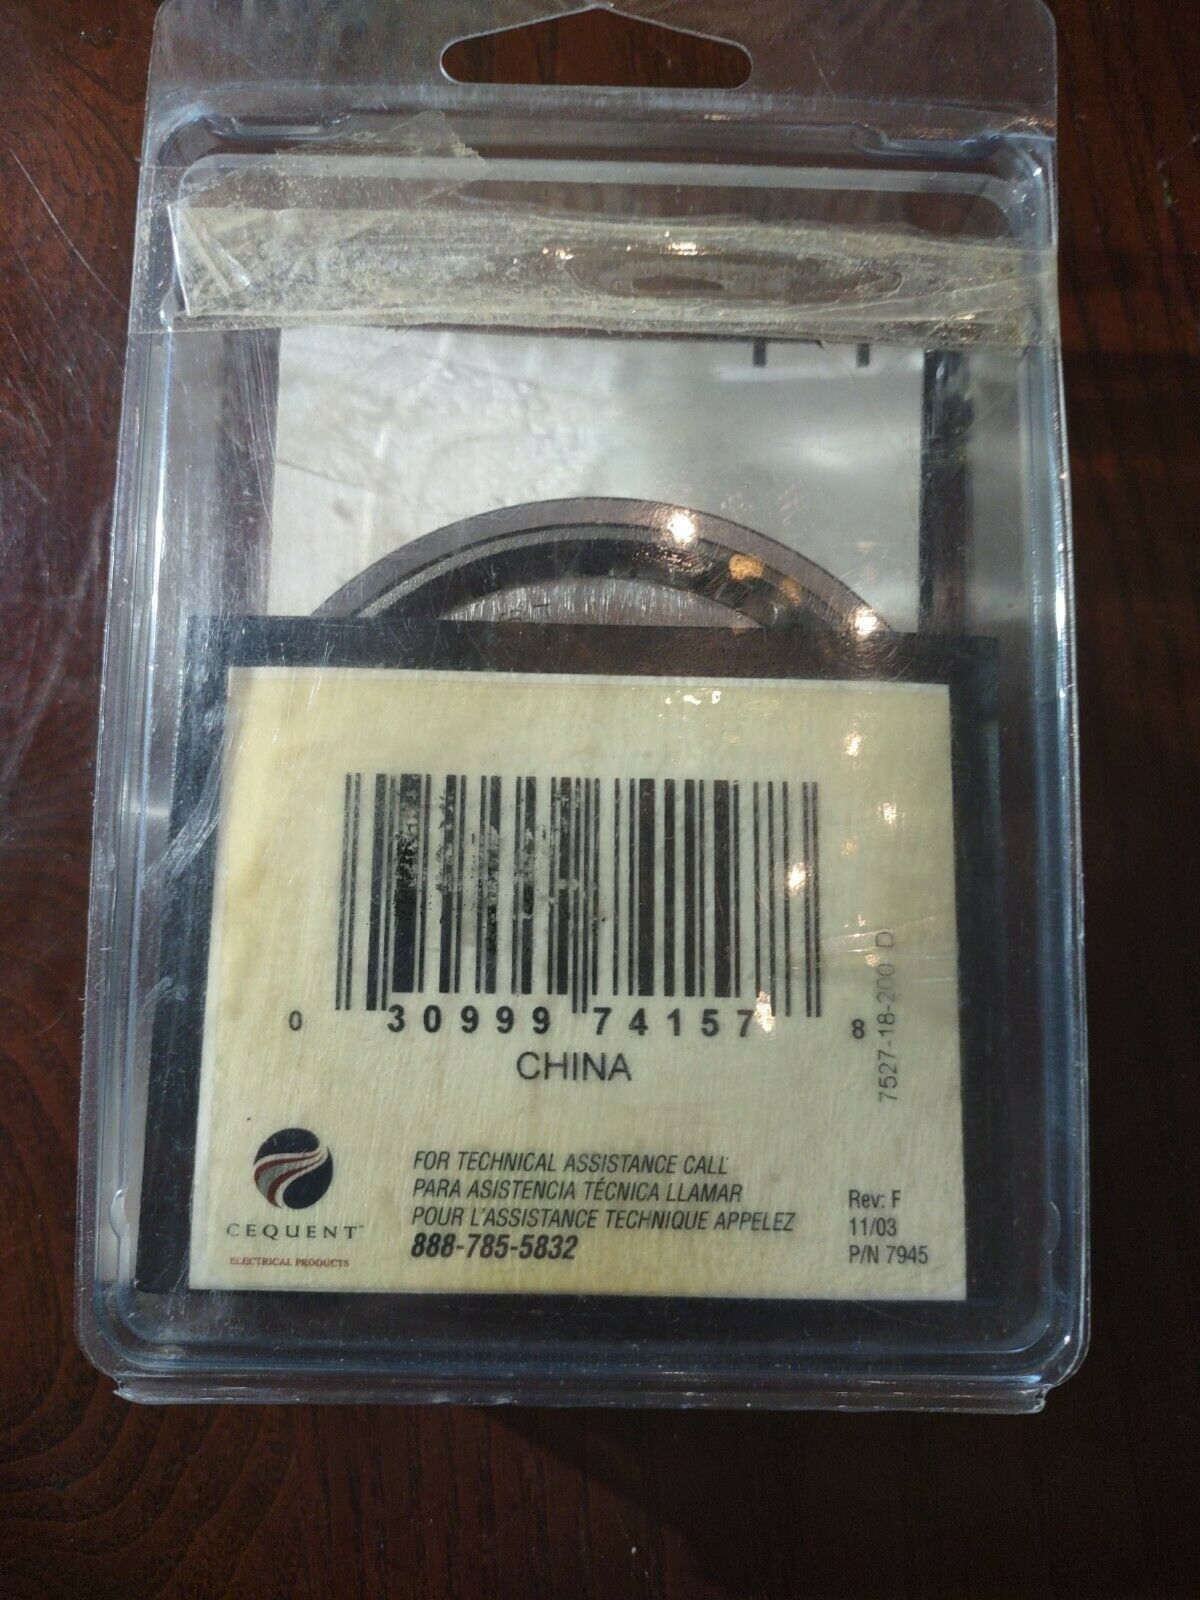 0 30999 74157 8
CHINA
7527-18-200 D
CEQUENT™
ELECTRICAL PRODUCTS
FOR TECHNICAL ASSISTANCE CALL
PARA ASISTENCIA TÉCNICA LLAMAR
POUR L'ASSISTANCE TECHNIQUE APPELEZ
888-785-5832
Rev: F
11/03
P/N 7945